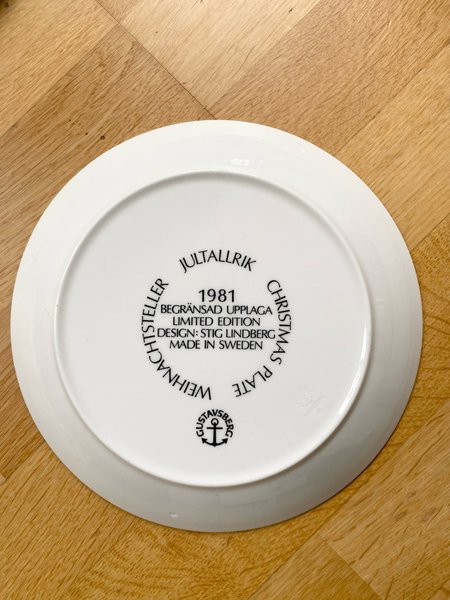 JULTALLRIK
CHRISTMAS PLATE
WEIHNACHTSTELLER
1981
BEGRÄNSAD UPPLAGA
LIMITED EDITION
DESIGN: STIG LINDBERG
MADE IN SWEDEN
GUSTAVSBERG